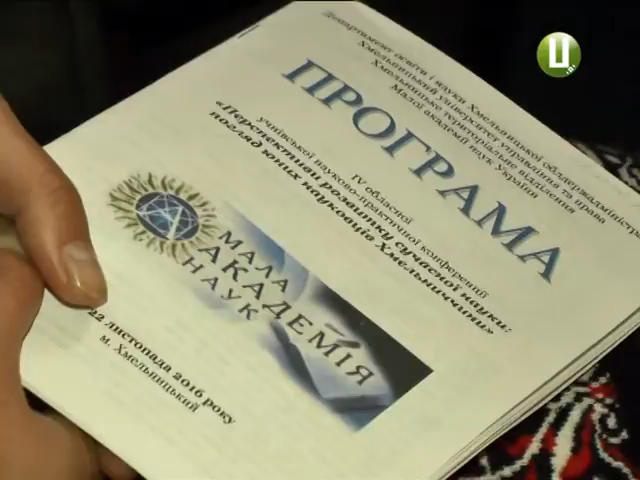 Департамент освіти і науки Хмельницької облдержадміністра
Хмельницький університет управління та права
Хмельницьке територіальне відділення
Малої академії наук України
ПРОГРАМА
IV обласної
учнівської науково-практичної конференції
«Перспективи розвитку сучасної науки:
погляд юних науковців Хмельниччини»
МАЛА
АКАДЕМІЯ
НАУК
22 листопада 2016 року
м. Хмельницький
Ц